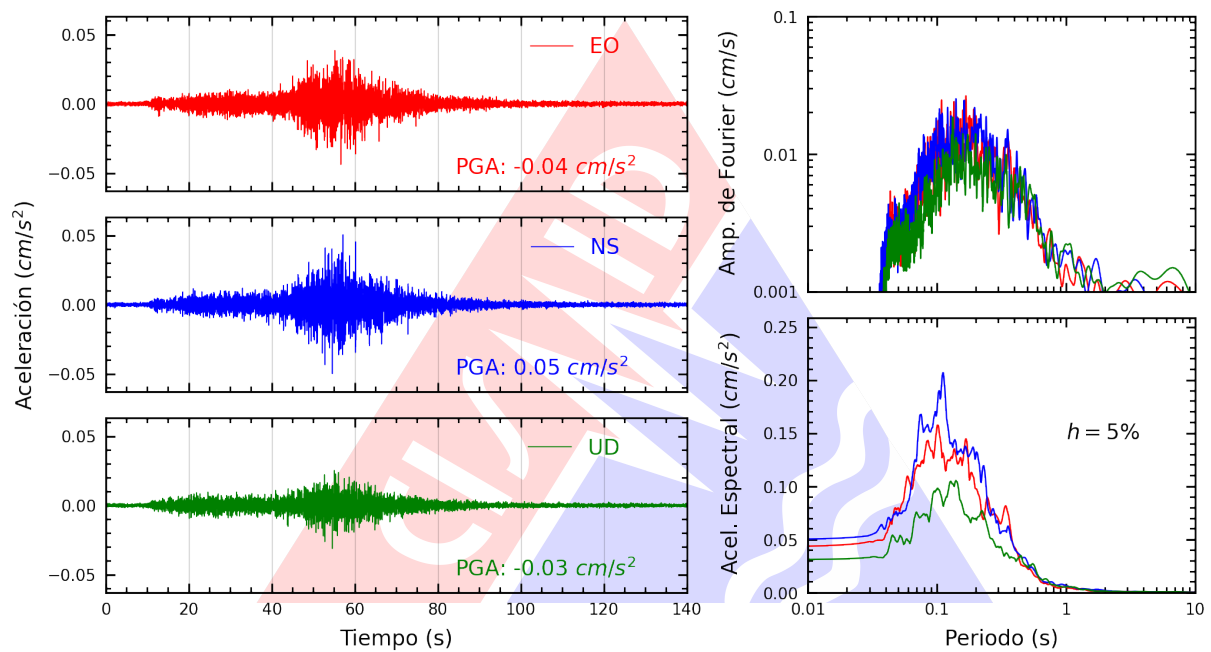 Aceleración (cm/s²)
0.05
0.00
−0.05
EO
PGA: -0.04 cm/s²
0.05
0.00
−0.05
NS
PGA: 0.05 cm/s²
0.05
0.00
−0.05
UD
PGA: -0.03 cm/s²
0 20 40 60 80 100 120 140
Tiempo (s)
Amp. de Fourier (cm/s)
0.1
0.01
0.001
Acel. Espectral (cm/s²)
0.25
0.20
0.15
0.10
0.05
0.00
h = 5%
0.01 0.1 1 10
Periodo (s)
CISMID